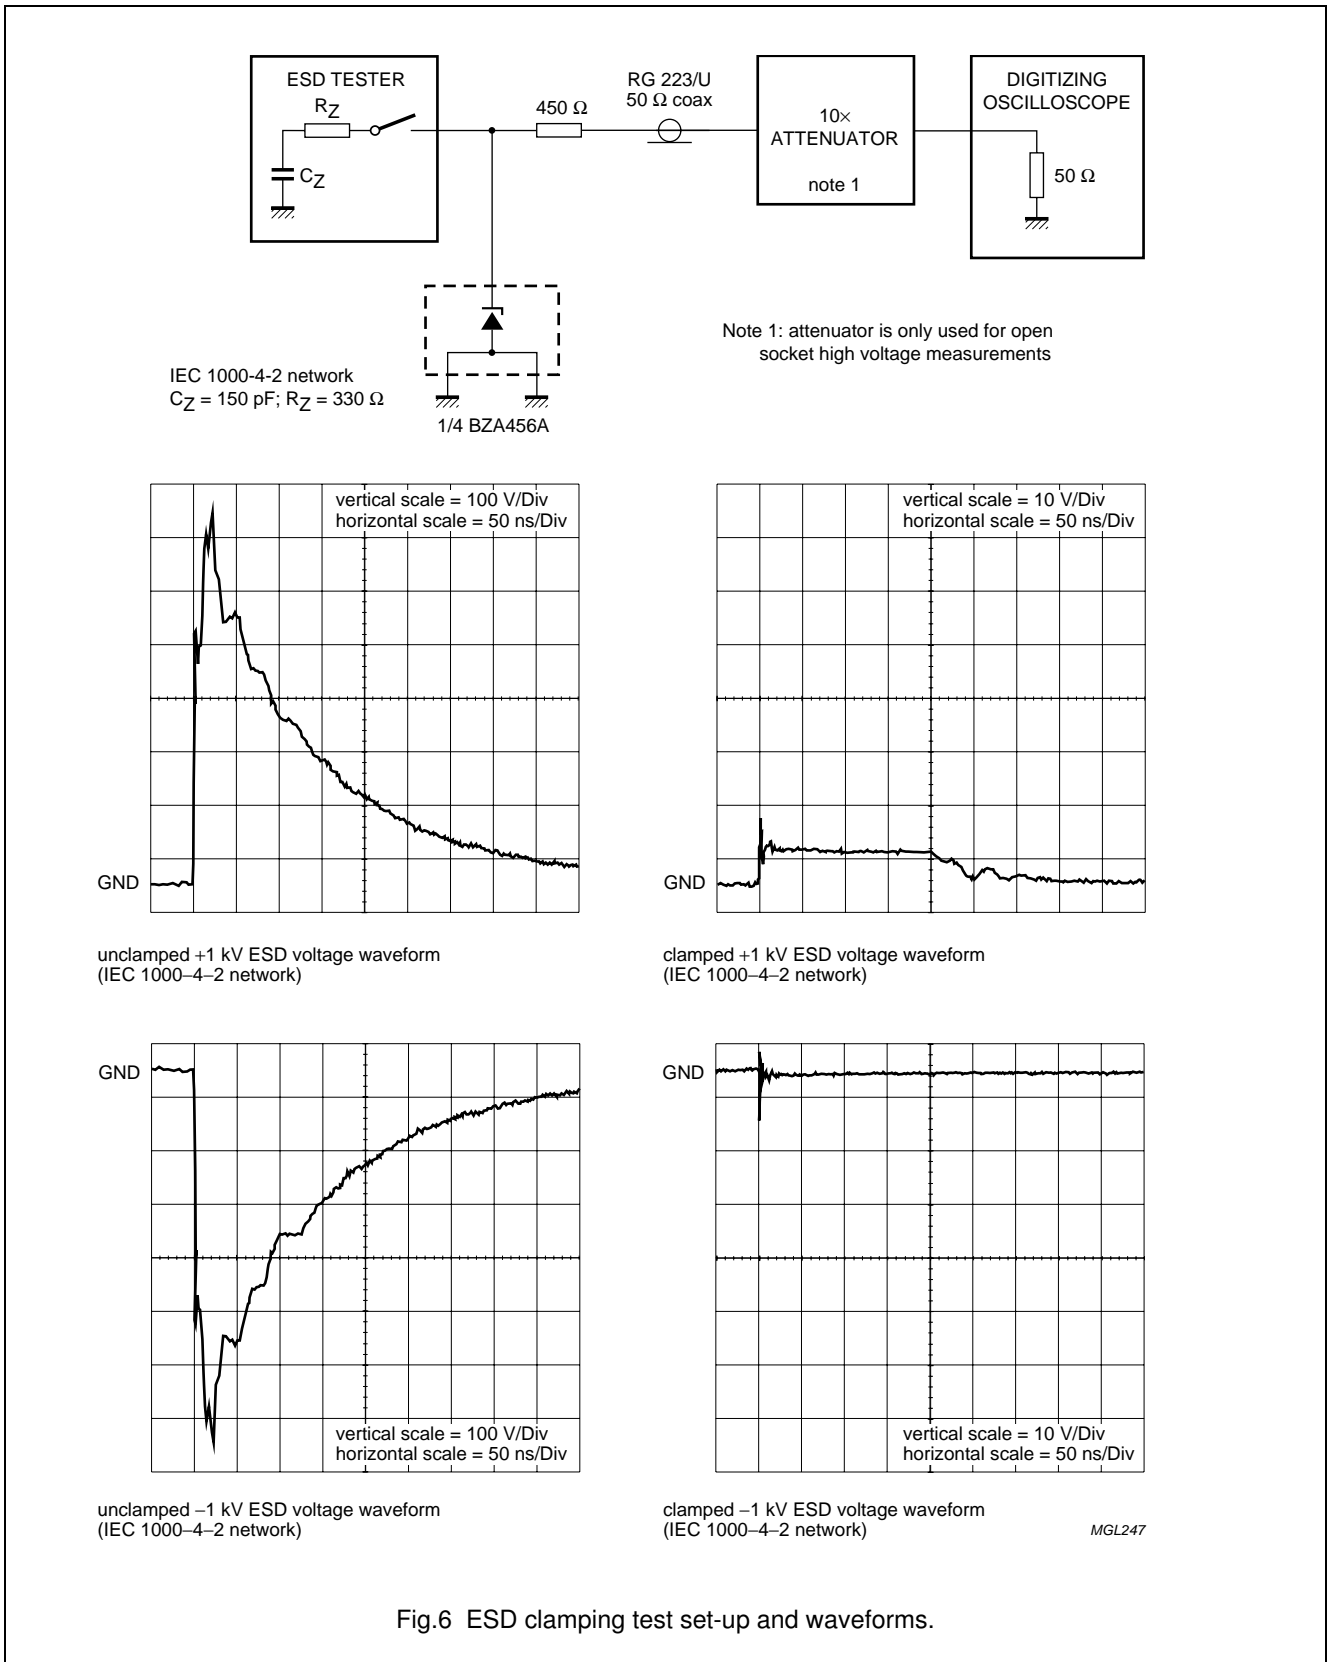 ESD TESTER
RZ
CZ
450 Ω
RG 223/U
50 Ω coax
10×
ATTENUATOR
note 1
DIGITIZING
OSCILLOSCOPE
50 Ω
Note 1: attenuator is only used for open
socket high voltage measurements
IEC 1000-4-2 network
CZ = 150 pF; RZ = 330 Ω
1/4 BZA456A
vertical scale = 100 V/Div
horizontal scale = 50 ns/Div
GND
unclamped +1 kV ESD voltage waveform
(IEC 1000−4−2 network)
vertical scale = 10 V/Div
horizontal scale = 50 ns/Div
GND
clamped +1 kV ESD voltage waveform
(IEC 1000−4−2 network)
GND
vertical scale = 100 V/Div
horizontal scale = 50 ns/Div
unclamped −1 kV ESD voltage waveform
(IEC 1000−4−2 network)
GND
vertical scale = 10 V/Div
horizontal scale = 50 ns/Div
clamped −1 kV ESD voltage waveform
(IEC 1000−4−2 network)
MGL247
Fig.6 ESD clamping test set-up and waveforms.